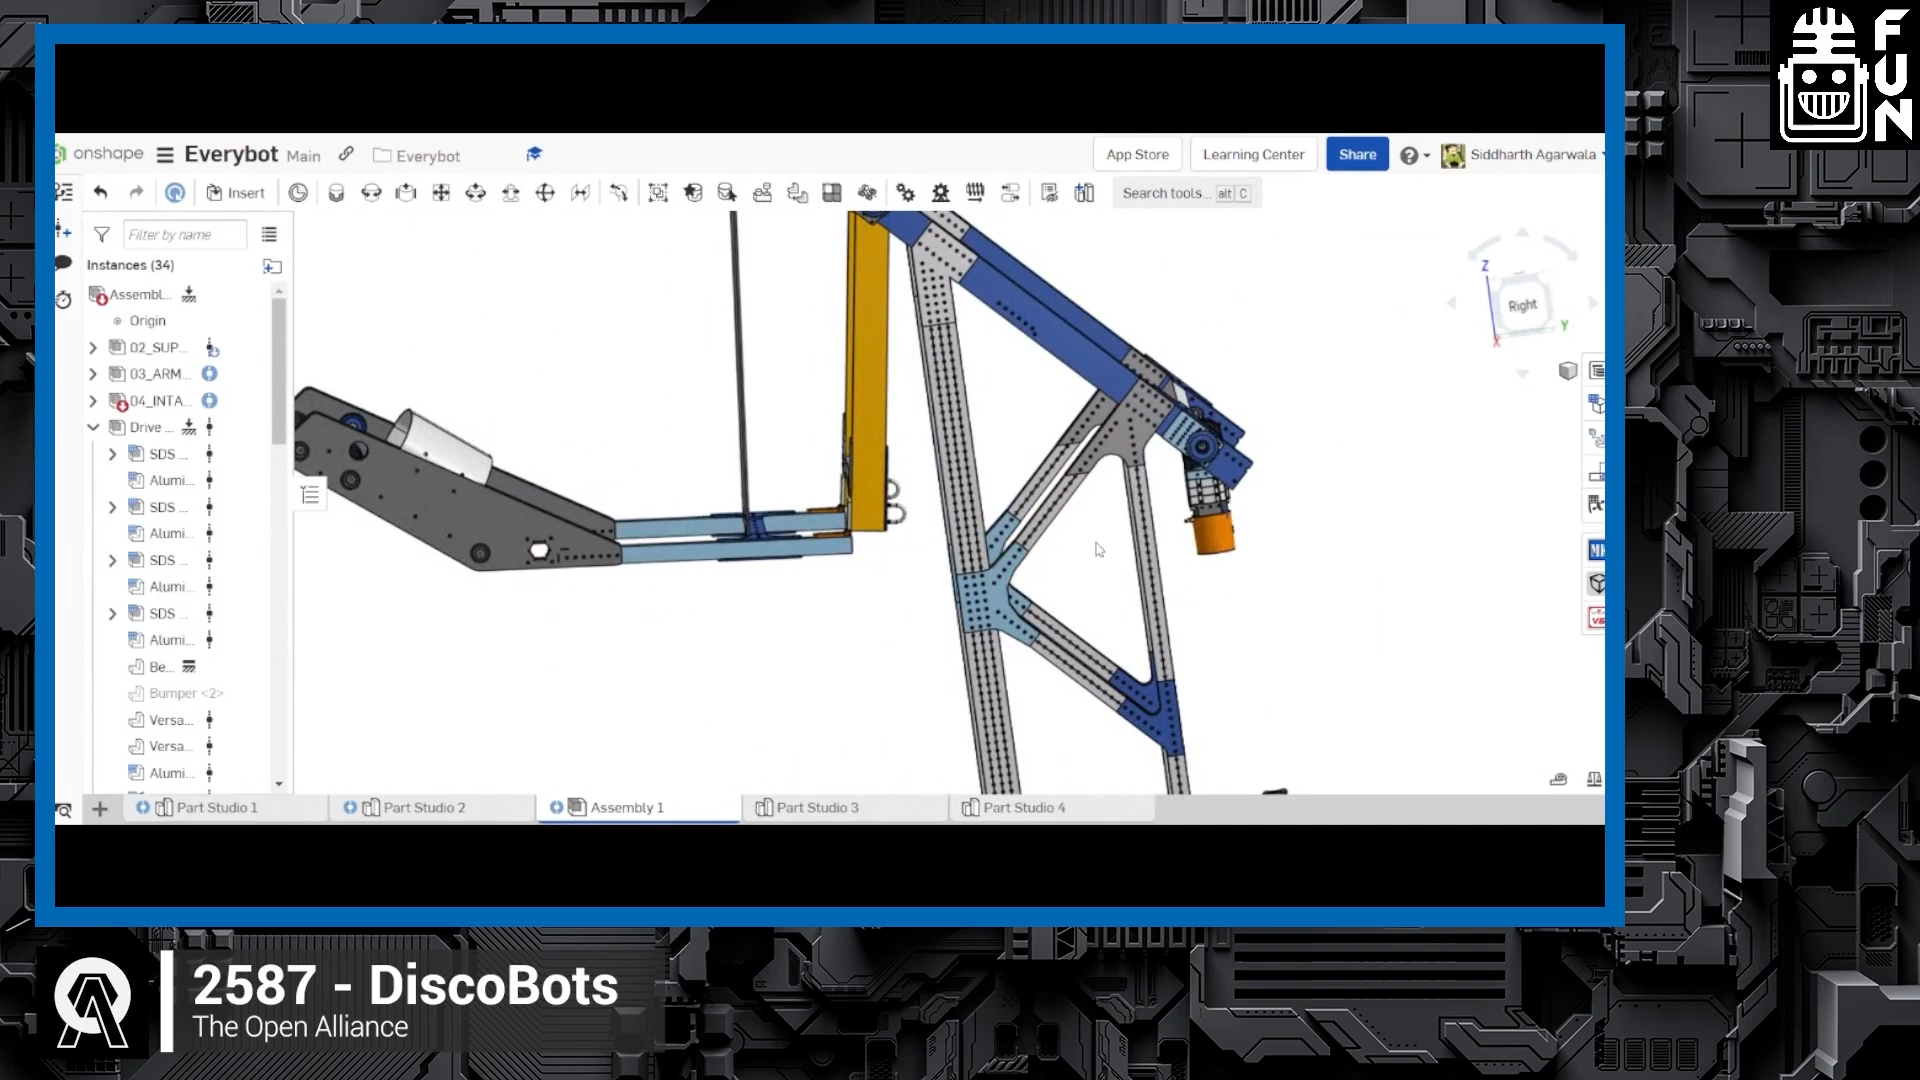 FUN
onshape Everybot Main Everybot App Store Learning Center Share Siddharth Agarwala
Insert Search tools... alt C
Filter by name
Instances (34)
Assembl...
Origin
02_SUP...
03_ARM...
04_INTA...
Drive ...
SDS ...
Alumi...
SDS ...
Alumi...
SDS ...
Alumi...
SDS ...
Alumi...
Be...
Bumper <2>
Versa...
Versa...
Alumi...
Z
Right
Y
X
Part Studio 1 Part Studio 2 Assembly 1 Part Studio 3 Part Studio 4
2587 - DiscoBots
The Open Alliance